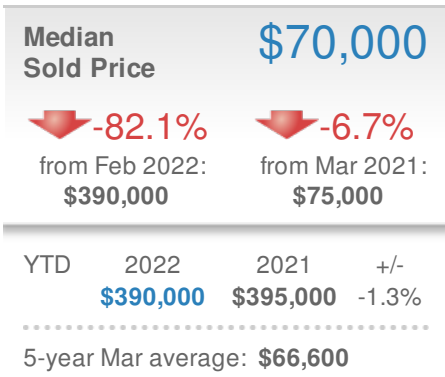 Median $70,000
Sold Price
-82.1% -6.7%
from Feb 2022: from Mar 2021:
$390,000 $75,000
YTD 2022 2021 +/-
$390,000 $395,000 -1.3%
5-year Mar average: $66,600